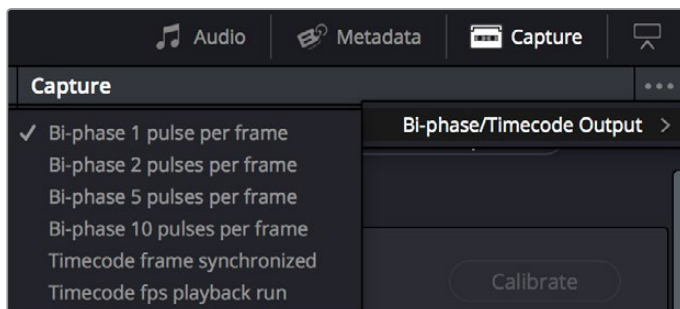 Audio
Metadata
Capture
Capture
Bi-phase/Timecode Output
Bi-phase 1 pulse per frame
Bi-phase 2 pulses per frame
Bi-phase 5 pulses per frame
Bi-phase 10 pulses per frame
Timecode frame synchronized
Timecode fps playback run
Calibrate